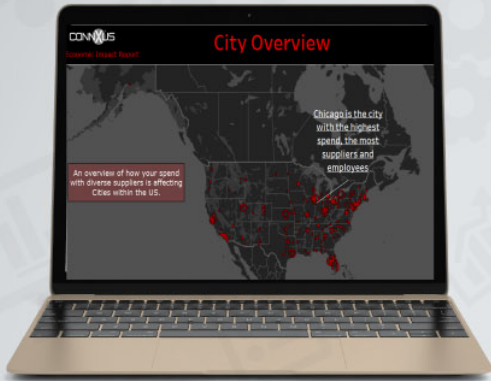 CONNXUS
Economic Impact Report
City Overview
Chicago is the city
with the highest
spend, the most
suppliers and
employees
An overview of how your spend
with diverse suppliers is affecting
Cities within the US.